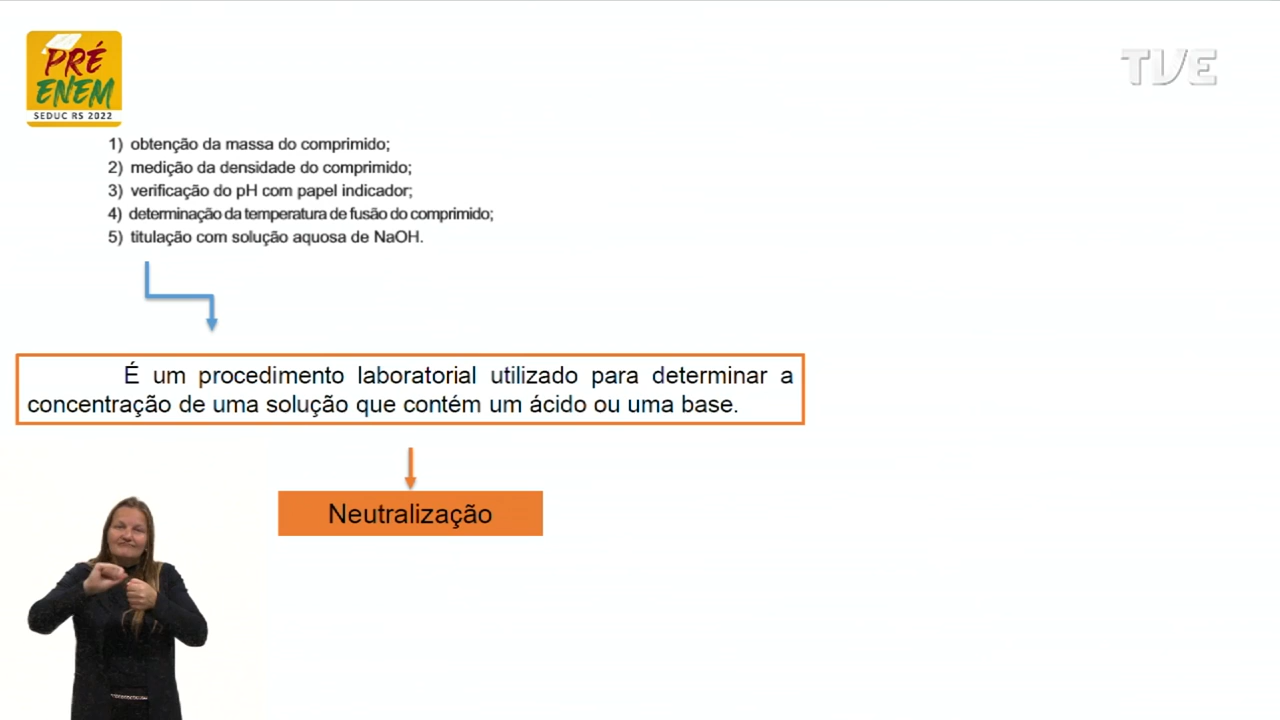 PRÉ
ENEM
SEDUC RS 2022
TVE
1) obtenção da massa do comprimido;
2) medição da densidade do comprimido;
3) verificação do pH com papel indicador;
4) determinação da temperatura de fusão do comprimido;
5) titulação com solução aquosa de NaOH.
É um procedimento laboratorial utilizado para determinar a
concentração de uma solução que contém um ácido ou uma base.
Neutralização